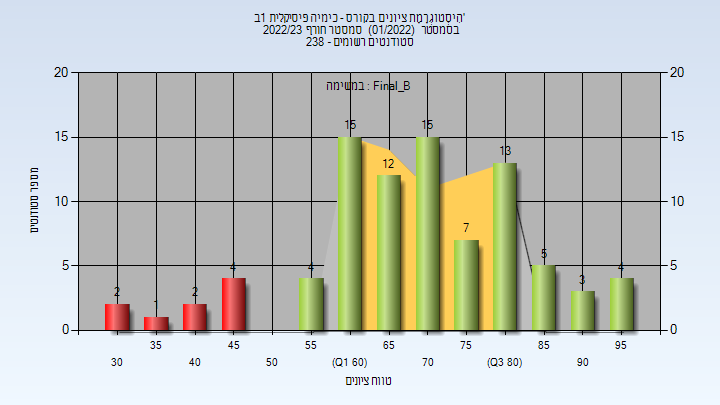 היסטוגרמת ציונים בקורס - כימיה פיסיקלית 1ב'
בסמסטר (01/2022) סמסטר חורף 2022/23
סטודנטים רשומים - 238
במשימה : Final_B
20 20
15 15
10 10
5 5
0 0
מספר סטודנטים
2 1 2 4 4 15 12 15 7 13 5 3 4
35 45 55 65 75 85 95
30 40 50 (Q1 60) 70 (Q3 80) 90
טווח ציונים